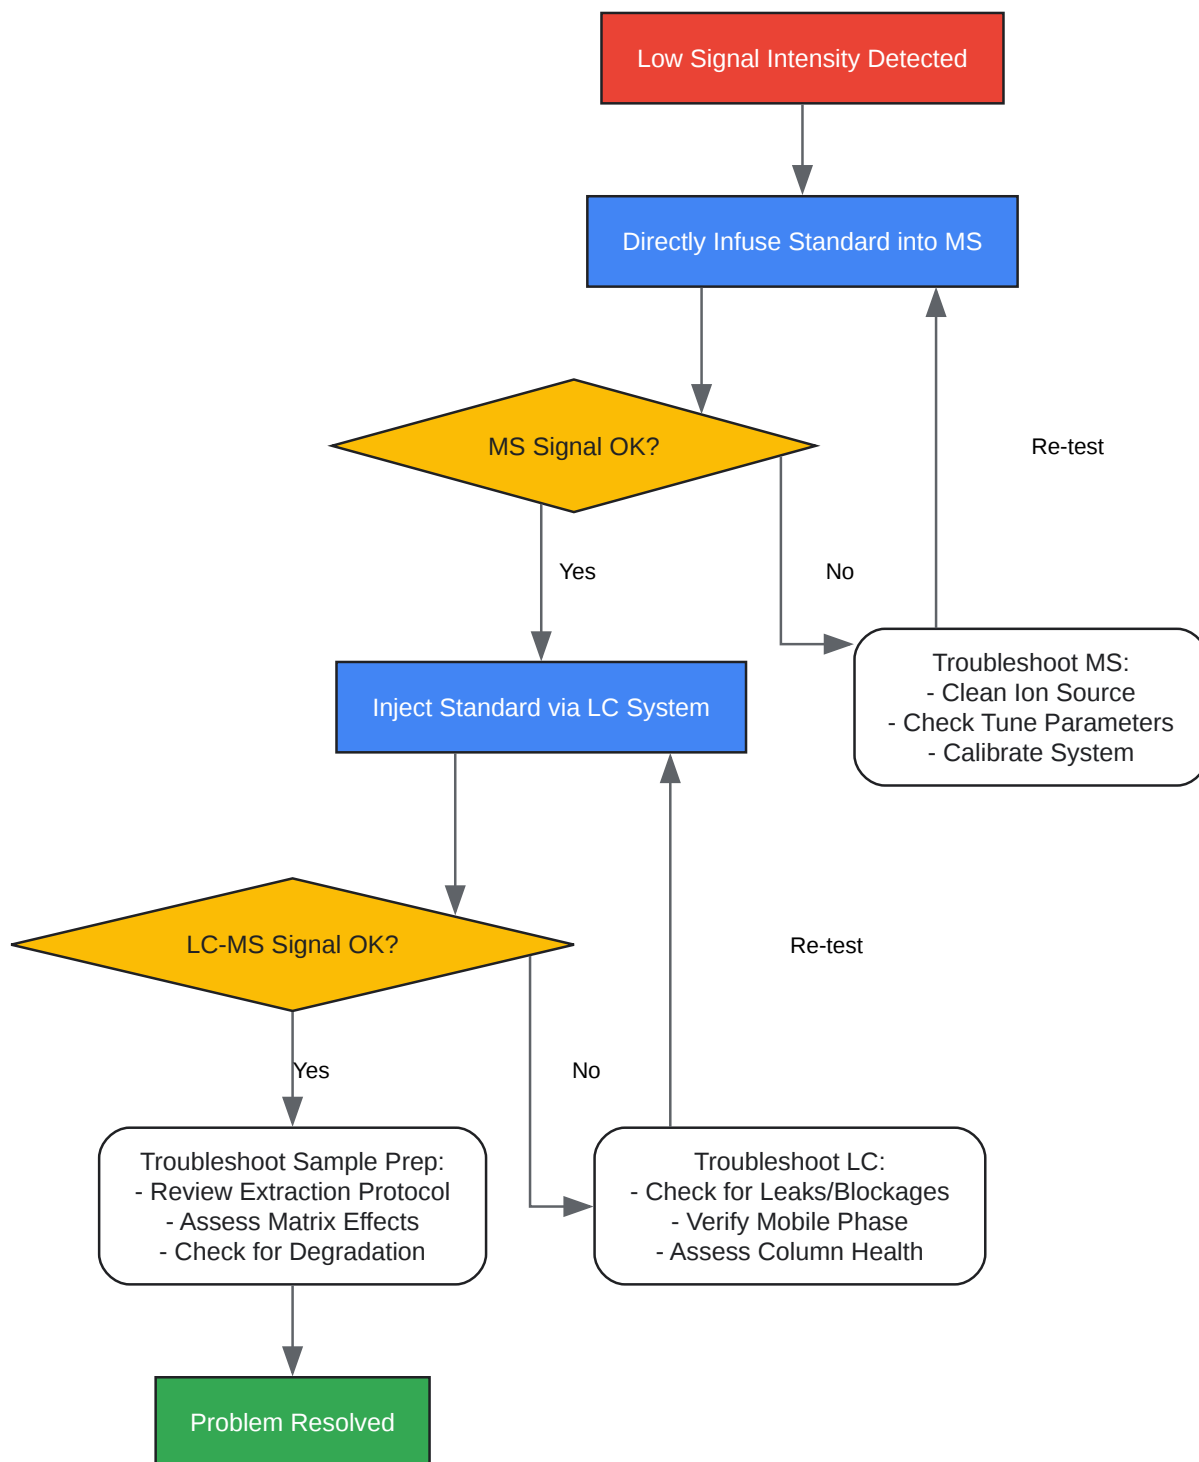 Low Signal Intensity Detected
Directly Infuse Standard into MS
MS Signal OK?
Re-test
Yes
No
Troubleshoot MS:
- Clean Ion Source
- Check Tune Parameters
- Calibrate System
Inject Standard via LC System
LC-MS Signal OK?
Re-test
Yes
No
Troubleshoot Sample Prep:
- Review Extraction Protocol
- Assess Matrix Effects
- Check for Degradation
Troubleshoot LC:
- Check for Leaks/Blockages
- Verify Mobile Phase
- Assess Column Health
Problem Resolved